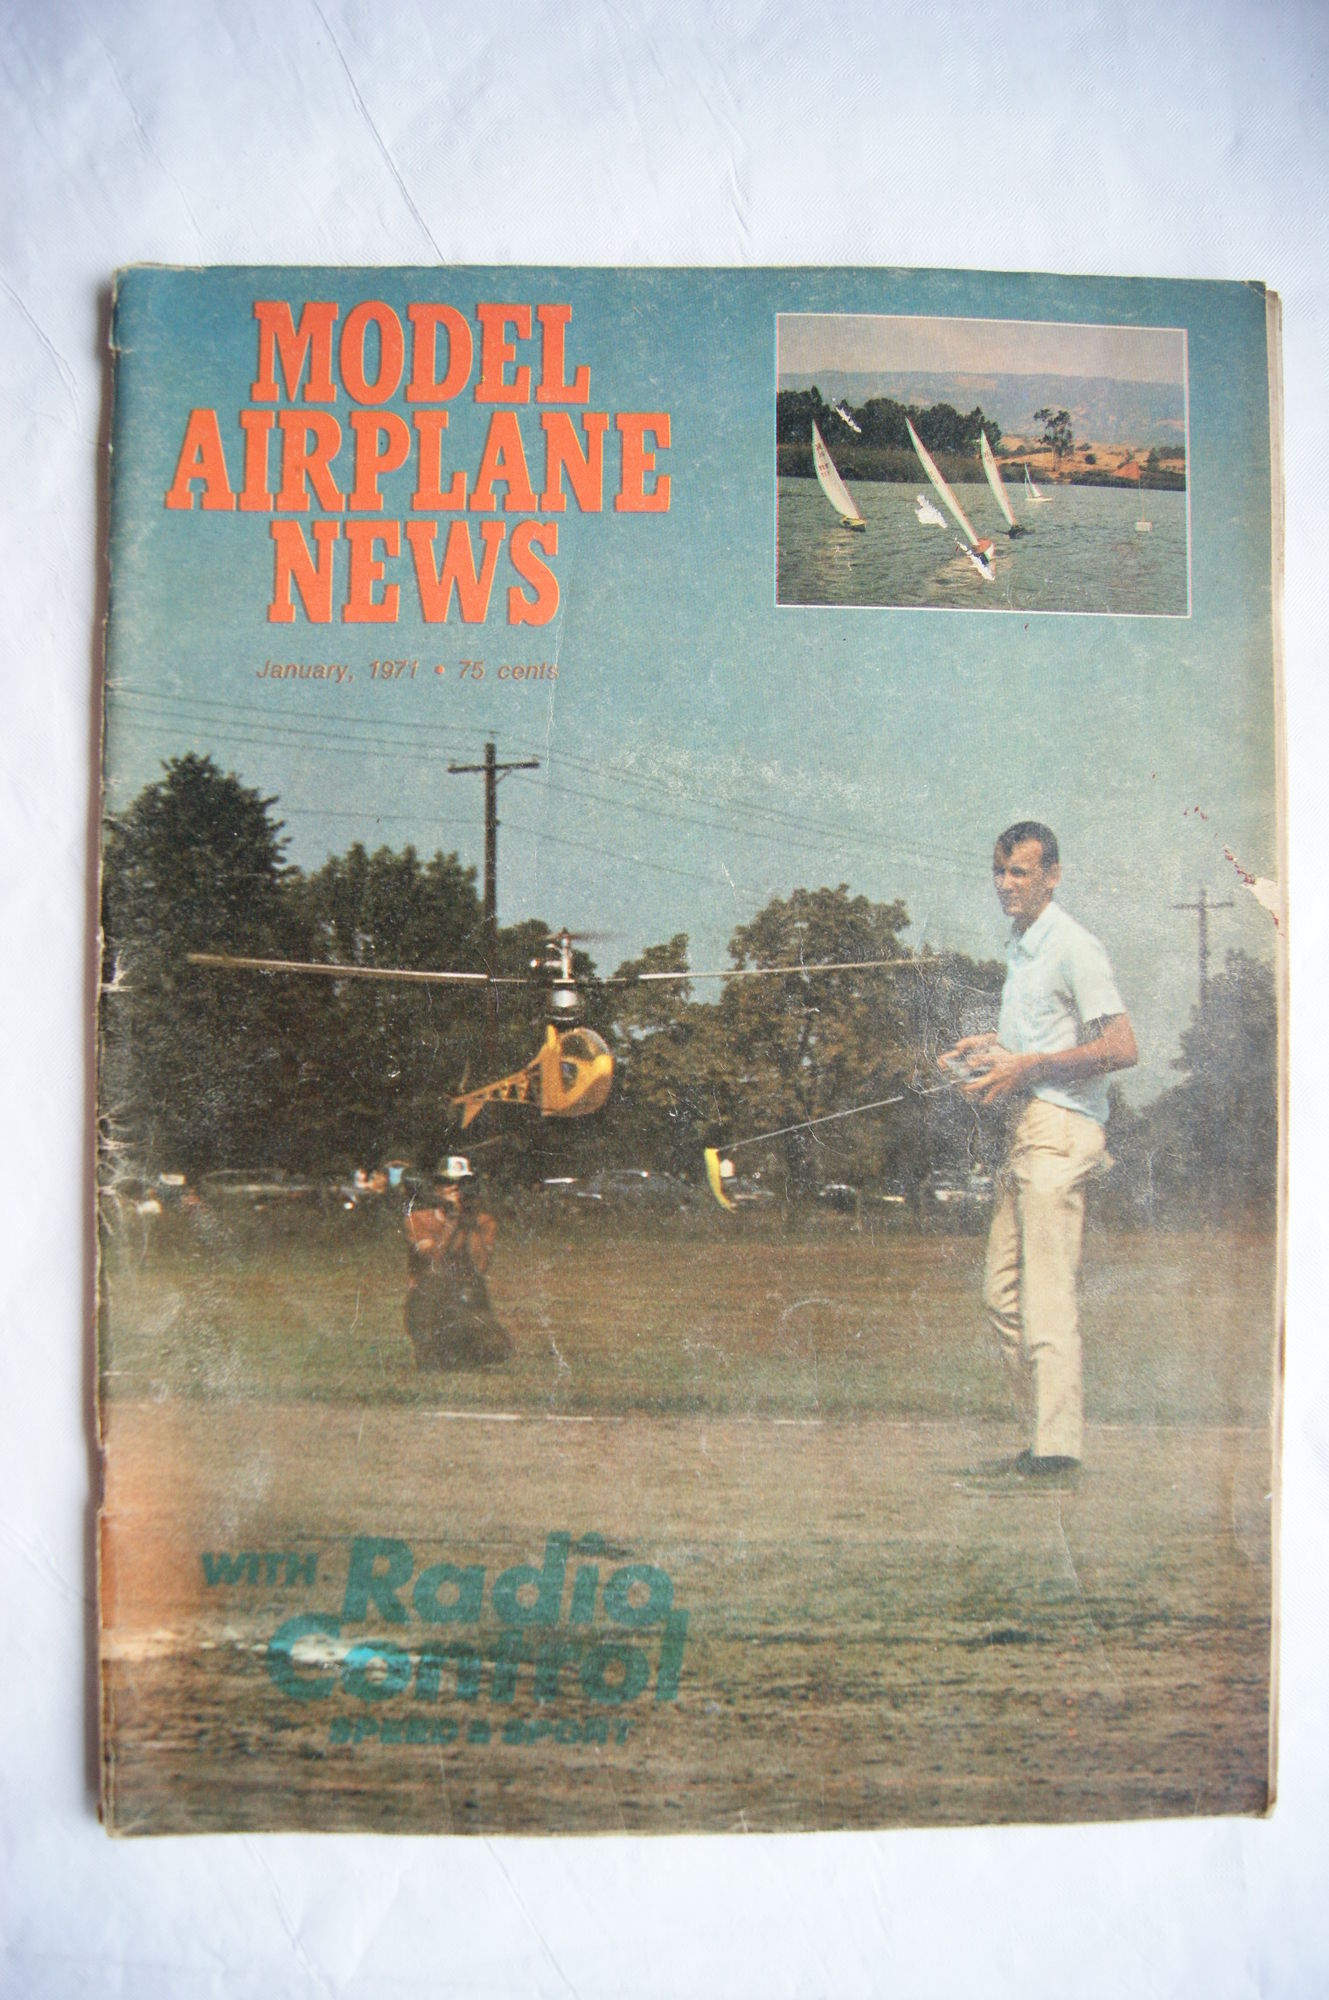 MODEL
AIRPLANE
NEWS
January, 1971 • 75 cents
WITH Radio
Control
SPEED & SPORT